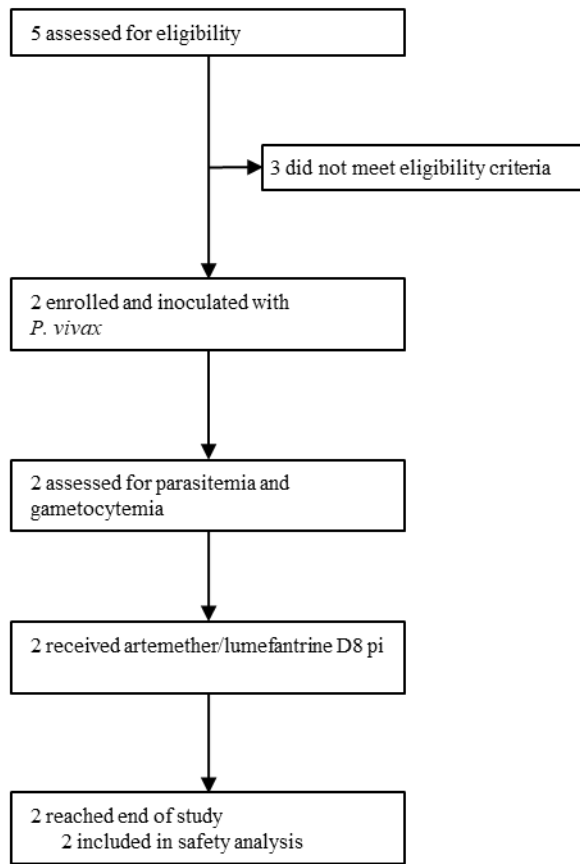 5 assessed for eligibility
3 did not meet eligibility criteria
2 enrolled and inoculated with
P. vivax
2 assessed for parasitemia and
gametocytemia
2 received artemether/lumefantrine D8 pi
2 reached end of study
2 included in safety analysis